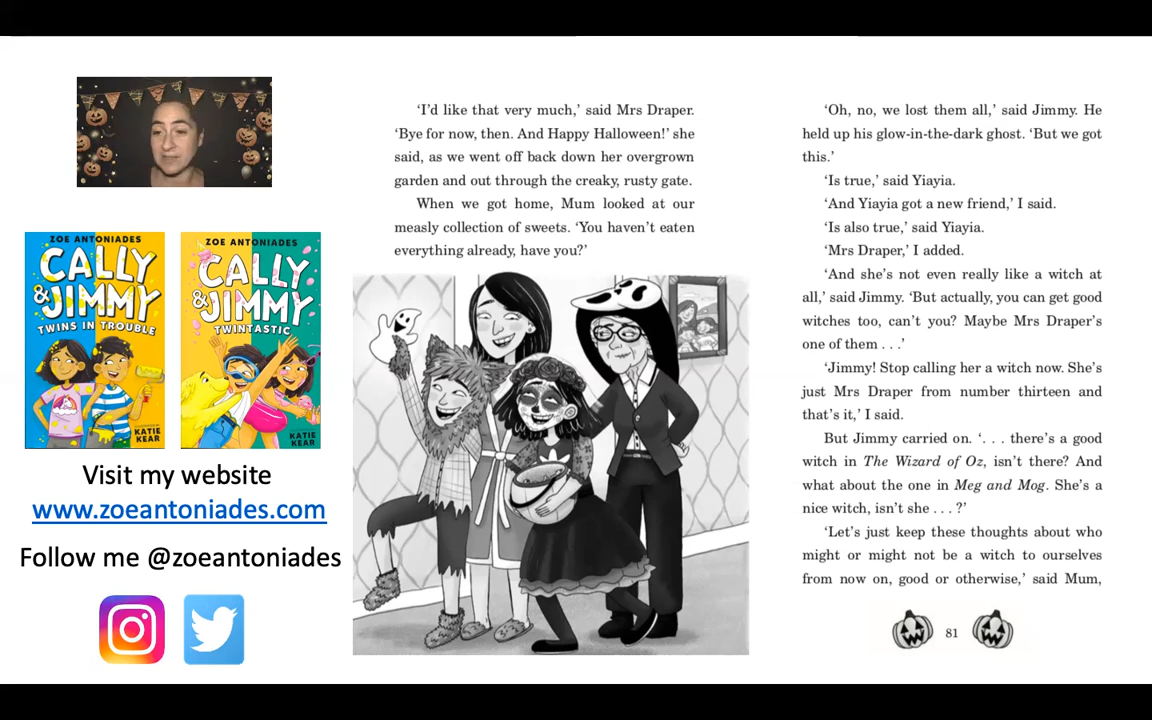 ZOE ANTONIADES
CALLY
& JIMMY
TWINS IN TROUBLE
ILLUSTRATED BY
KATIE
KEAR
ZOE ANTONIADES
CALLY
& JIMMY
TWINTASTIC
KATIE
KEAR
Visit my website
www.zoeantoniades.com
Follow me @zoeantoniades
‘I’d like that very much,’ said Mrs Draper.
‘Bye for now, then. And Happy Halloween!’ she
said, as we went off back down her overgrown
garden and out through the creaky, rusty gate.
When we got home, Mum looked at our
measly collection of sweets. ‘You haven’t eaten
everything already, have you?’
‘Oh, no, we lost them all,’ said Jimmy. He
held up his glow-in-the-dark ghost. ‘But we got
this.’
‘Is true,’ said Yiayia.
‘And Yiayia got a new friend,’ I said.
‘Is also true,’ said Yiayia.
‘Mrs Draper,’ I added.
‘And she’s not even really like a witch at
all,’ said Jimmy. ‘But actually, you can get good
witches too, can’t you? Maybe Mrs Draper’s
one of them . . .’
‘Jimmy! Stop calling her a witch now. She’s
just Mrs Draper from number thirteen and
that’s it,’ I said.
But Jimmy carried on. ‘. . . there’s a good
witch in The Wizard of Oz, isn’t there? And
what about the one in Meg and Mog. She’s a
nice witch, isn’t she . . . ?’
‘Let’s just keep these thoughts about who
might or might not be a witch to ourselves
from now on, good or otherwise,’ said Mum,
81